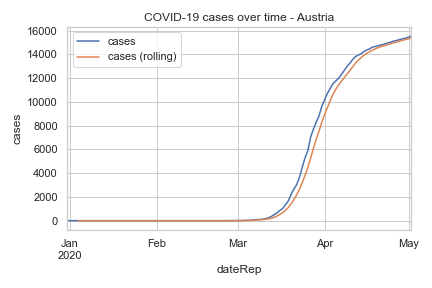 COVID-19 cases over time - Austria
cases
cases (rolling)
16000
14000
12000
10000
8000
6000
4000
2000
0
cases
Jan Feb Mar Apr May
2020
dateRep